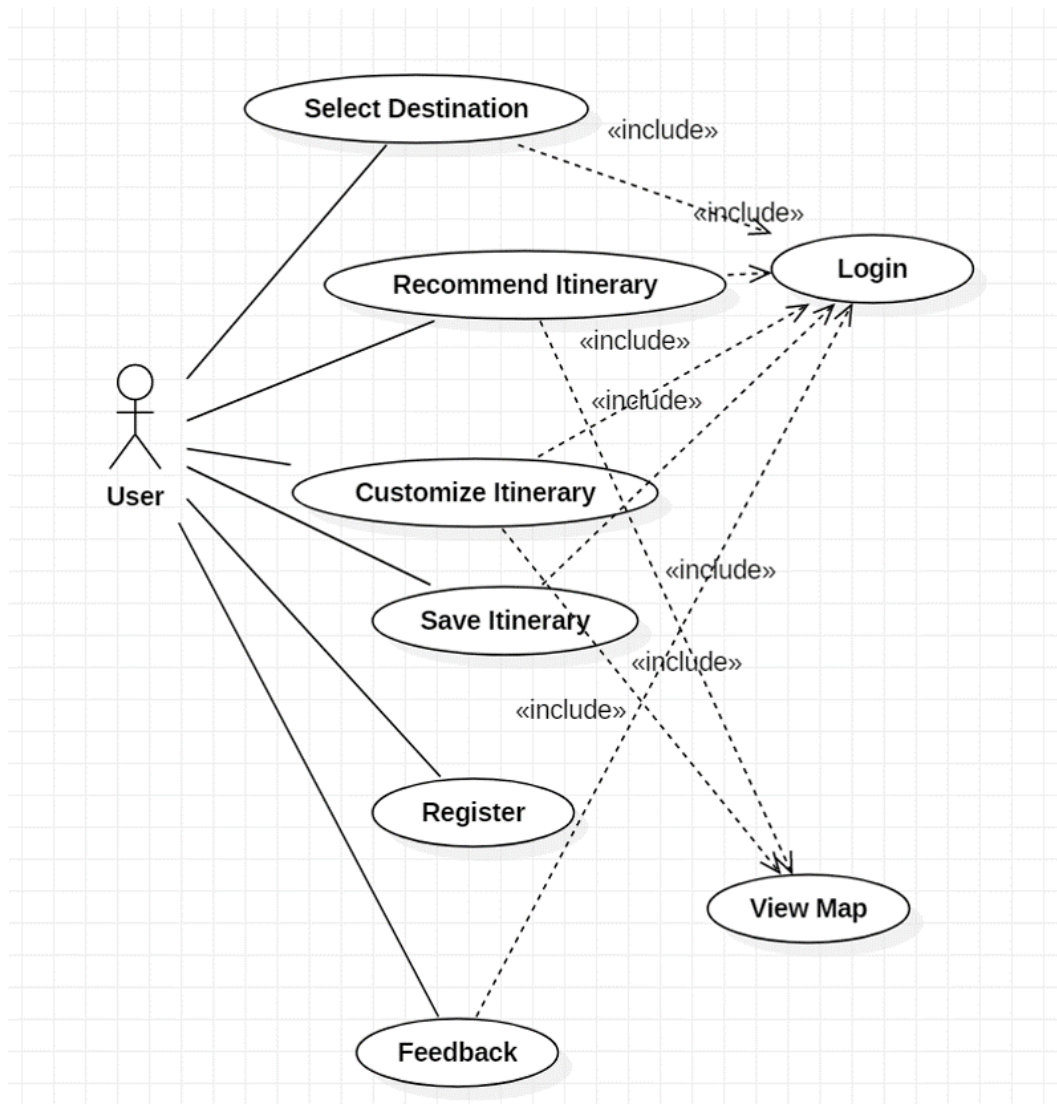 Select Destination
«include»
«include»
Login
Recommend Itinerary
«include»
«include»
User
Customize Itinerary
«include»
Save Itinerary
«include»
«include»
Register
View Map
Feedback